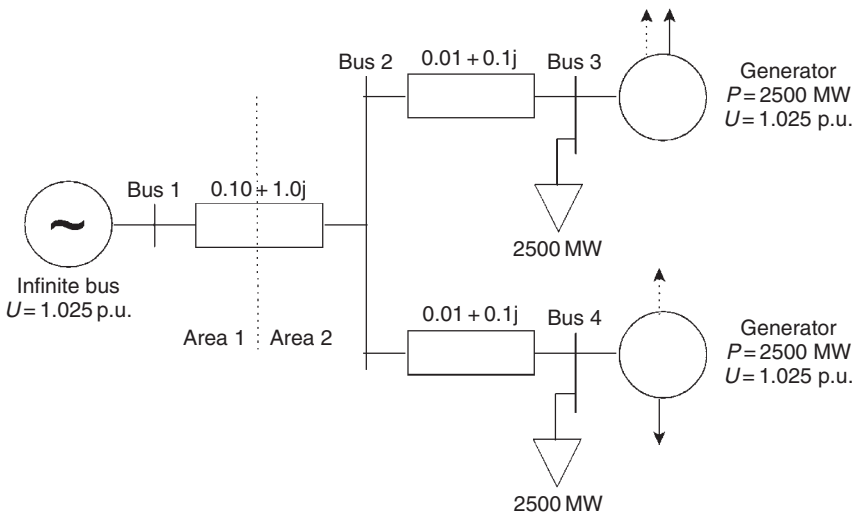 0.01 + 0.1j
Bus 2
Bus 3
Generator
P = 2500 MW
U = 1.025 p.u.
Bus 1
0.10 + 1.0j
2500 MW
~
Infinite bus
U = 1.025 p.u.
Area 1
Area 2
0.01 + 0.1j
Bus 4
Generator
P = 2500 MW
U = 1.025 p.u.
2500 MW